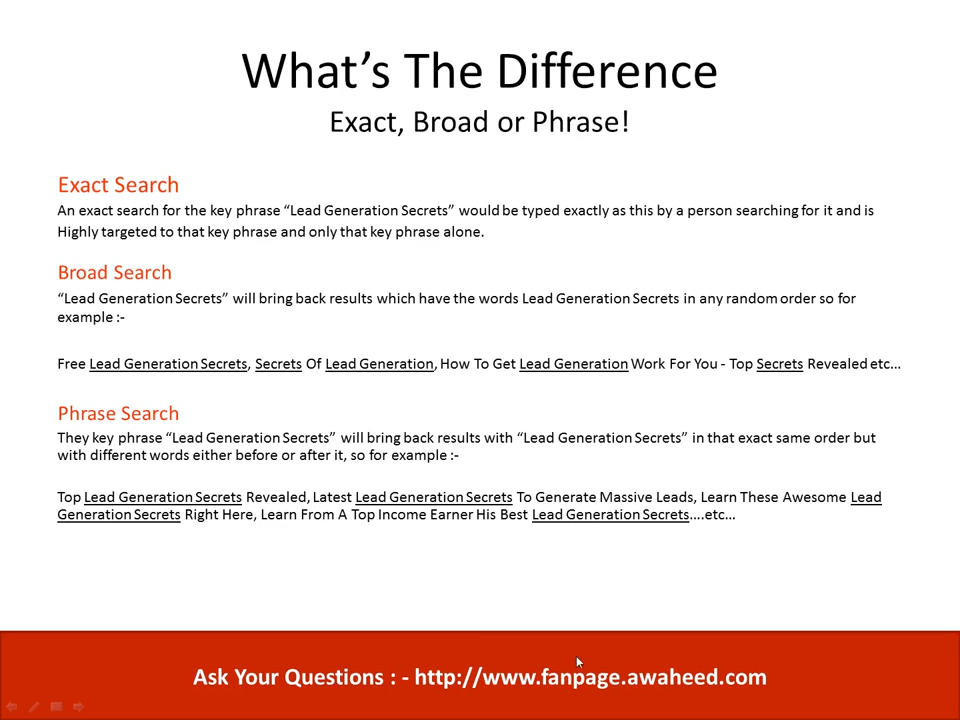 What's The Difference
Exact, Broad or Phrase!
Exact Search
An exact search for the key phrase “Lead Generation Secrets” would be typed exactly as this by a person searching for it and is
Highly targeted to that key phrase and only that key phrase alone.
Broad Search
“Lead Generation Secrets” will bring back results which have the words Lead Generation Secrets in any random order so for
example :-
Free Lead Generation Secrets, Secrets Of Lead Generation, How To Get Lead Generation Work For You - Top Secrets Revealed etc...
Phrase Search
They key phrase “Lead Generation Secrets” will bring back results with “Lead Generation Secrets” in that exact same order but
with different words either before or after it, so for example :-
Top Lead Generation Secrets Revealed, Latest Lead Generation Secrets To Generate Massive Leads, Learn These Awesome Lead
Generation Secrets Right Here, Learn From A Top Income Earner His Best Lead Generation Secrets....etc...
Ask Your Questions : - http://www.fanpage.awaheed.com